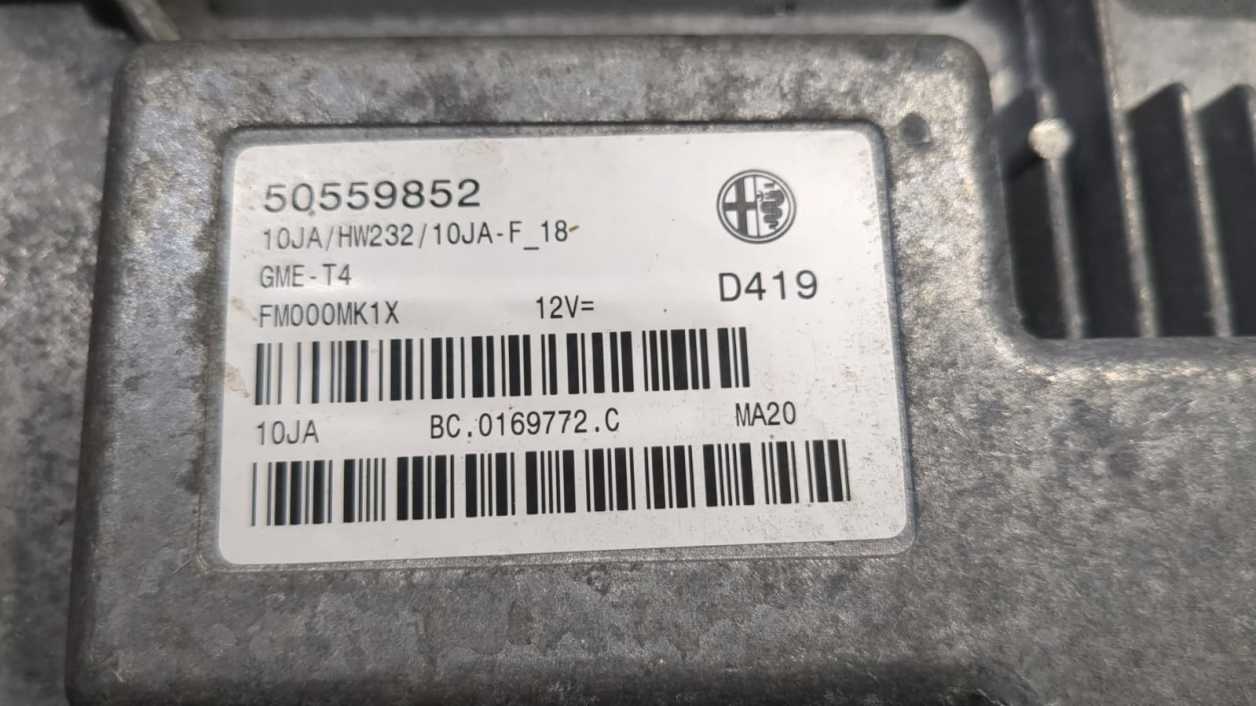 50559852
10JA/HW232/10JA-F_18
GME-T4
D419
FM000MK1X 12V=
10JA BC.0169772.C MA20